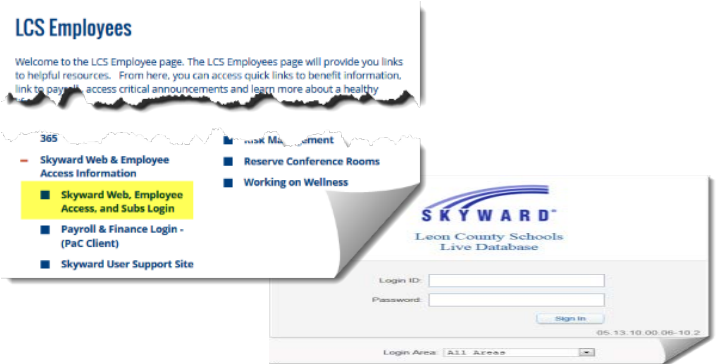 LCS Employees
Welcome to the LCS Employee page. The LCS Employees page will provide you links
to helpful resources. From here, you can access quick links to benefit information,
link to payroll, access critical announcements and learn more about a healthy
365
Risk Management
Skyward Web & Employee
Access Information
Reserve Conference Rooms
Working on Wellness
Skyward Web, Employee
Access, and Subs Login
Payroll & Finance Login -
(PaC Client)
Skyward User Support Site
SKYWARD
Leon County Schools
Live Database
Login ID:
Password:
Sign In
05.13.10.00.06-10.2
Login Area: All Areas